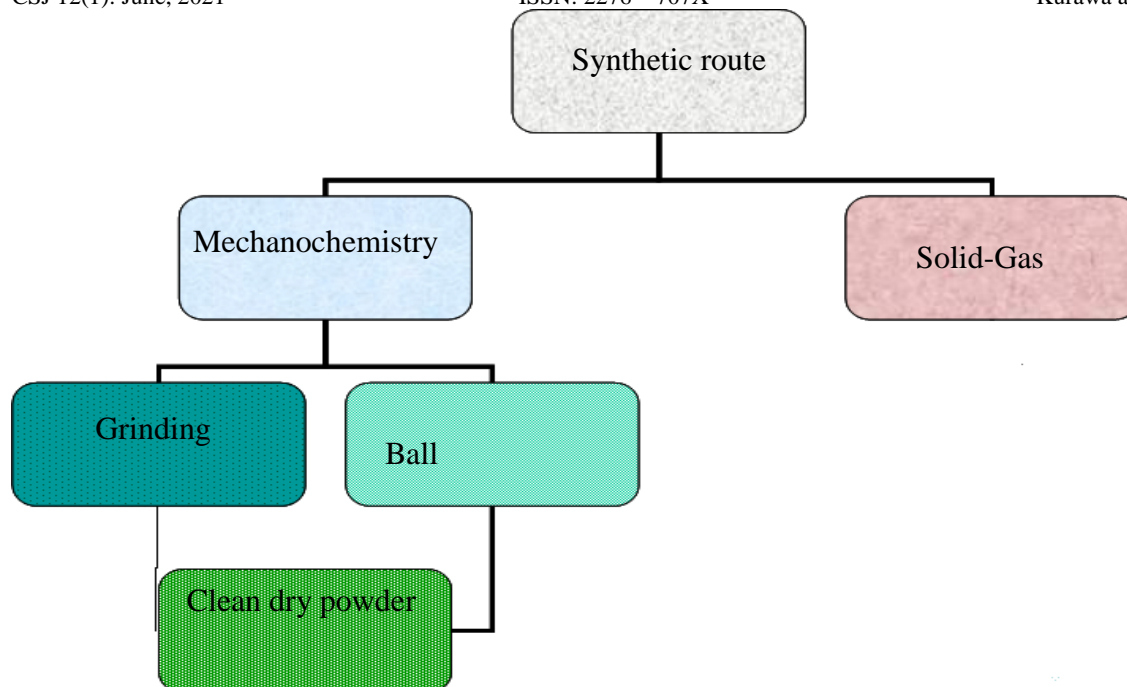 Synthetic route
Mechanochemistry
Solid-Gas
Grinding
Ball
Clean dry powder